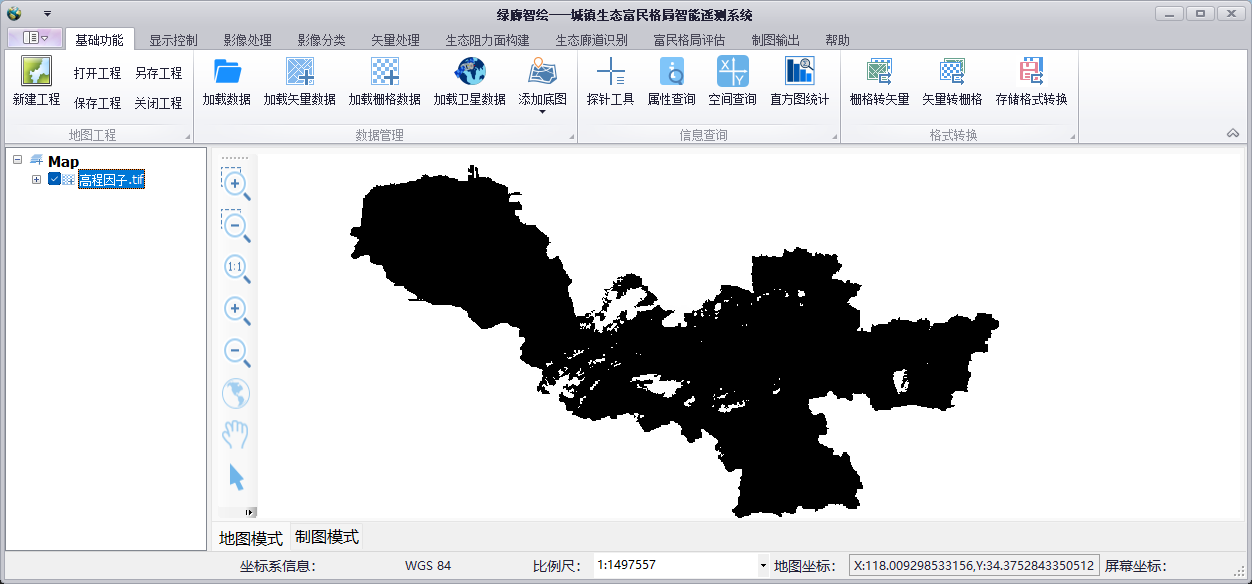 绿廊智绘——城镇生态富民格局智能遥测系统
基础功能 显示控制 影像处理 影像分类 矢量处理 生态阻力面构建 生态廊道识别 富民格局评估 制图输出 帮助
新建工程 打开工程 另存工程
保存工程 关闭工程
地图工程
加载数据 加载矢量数据 加载栅格数据 加载卫星数据 添加底图
数据管理
探针工具 属性查询 空间查询 直方图统计
信息查询
栅格转矢量 矢量转栅格 存储格式转换
格式转换
Map
高程因子.tif
1:1
地图模式 制图模式
坐标系信息: WGS 84 比例尺: 1:1497557 地图坐标: X:118.009298533156,Y:34.3752843350512 屏幕坐标: